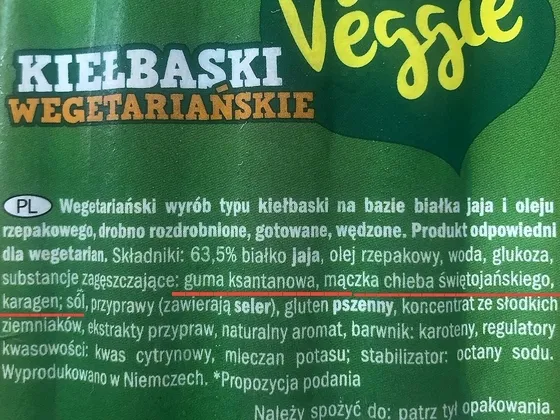 Veggie
KIEŁBASKI
WEGETARIAŃSKIE
PL Wegetariański wyrób typu kiełbaski na bazie białka jaja i oleju
rzepakowego, drobno rozdrobnione, gotowane, wędzone. Produkt odpowiedni
dla wegetarian. Składniki: 63,5% białko jaja, olej rzepakowy, woda, glukoza,
substancje zagęszczające: guma ksantanowa, mączka chleba świętojańskiego,
karagen; sól, przyprawy (zawierają seler), gluten pszenny, koncentrat ze słodkich
ziemniaków, ekstrakty przypraw, naturalny aromat, barwnik: karoteny, regulatory
kwasowości: kwas cytrynowy, mleczan potasu; stabilizator: octany sodu.
Wyprodukowano w Niemczech. *Propozycja podania
Należy spożyć do: patrz tył opakowania.